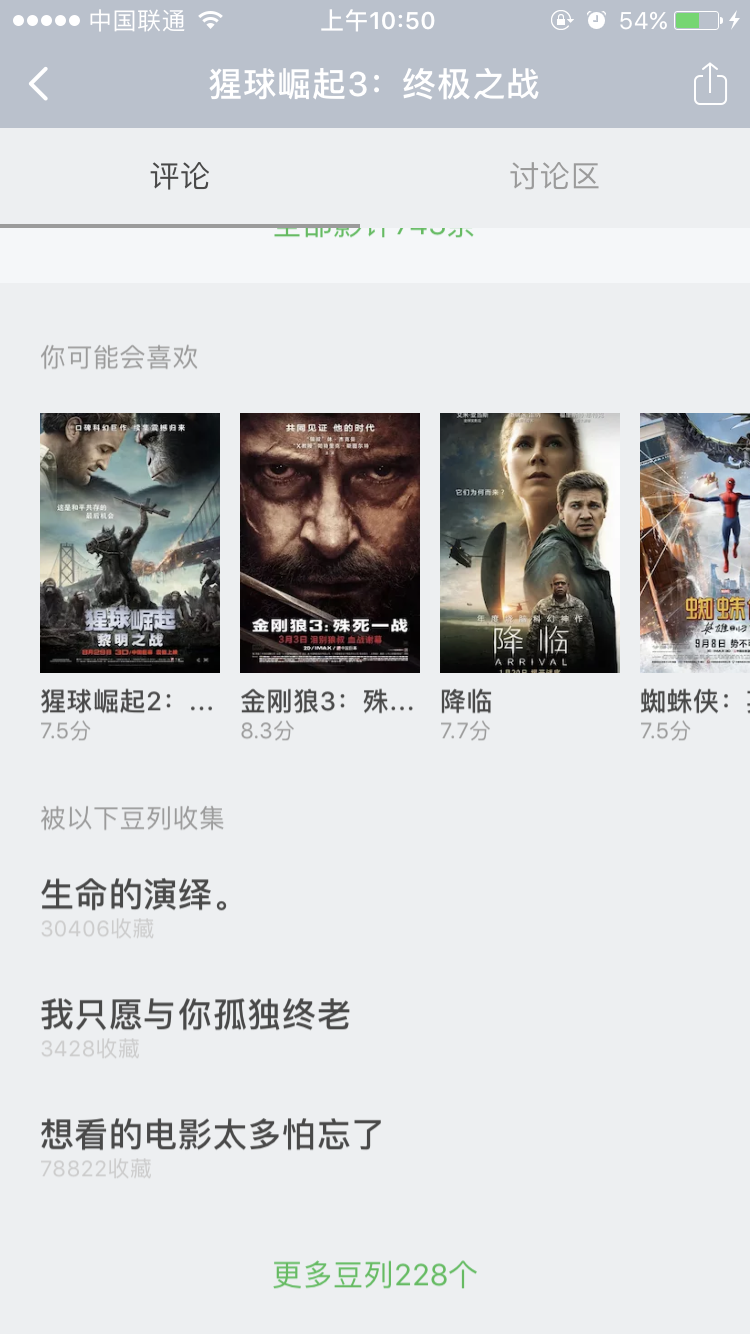 中国联通
上午10:50
54%
猩球崛起3：终极之战
评论
讨论区
你可能会喜欢
口碑科幻巨作 续集震撼归来
这是和平共存的
最后机会
猩球崛起
黎明之战
共同见证 他的时代
金刚狼3:殊死一战
3月3日 泪别狼叔 血战谢幕
它们为何而来?
降临
ARRIVAL
蜘蛛
9月8日
猩球崛起2：...
7.5分
金刚狼3：殊...
8.3分
降临
7.7分
蜘蛛侠：
7.5分
被以下豆列收集
生命的演绎。
30406收藏
我只愿与你孤独终老
3428收藏
想看的电影太多怕忘了
78822收藏
更多豆列228个